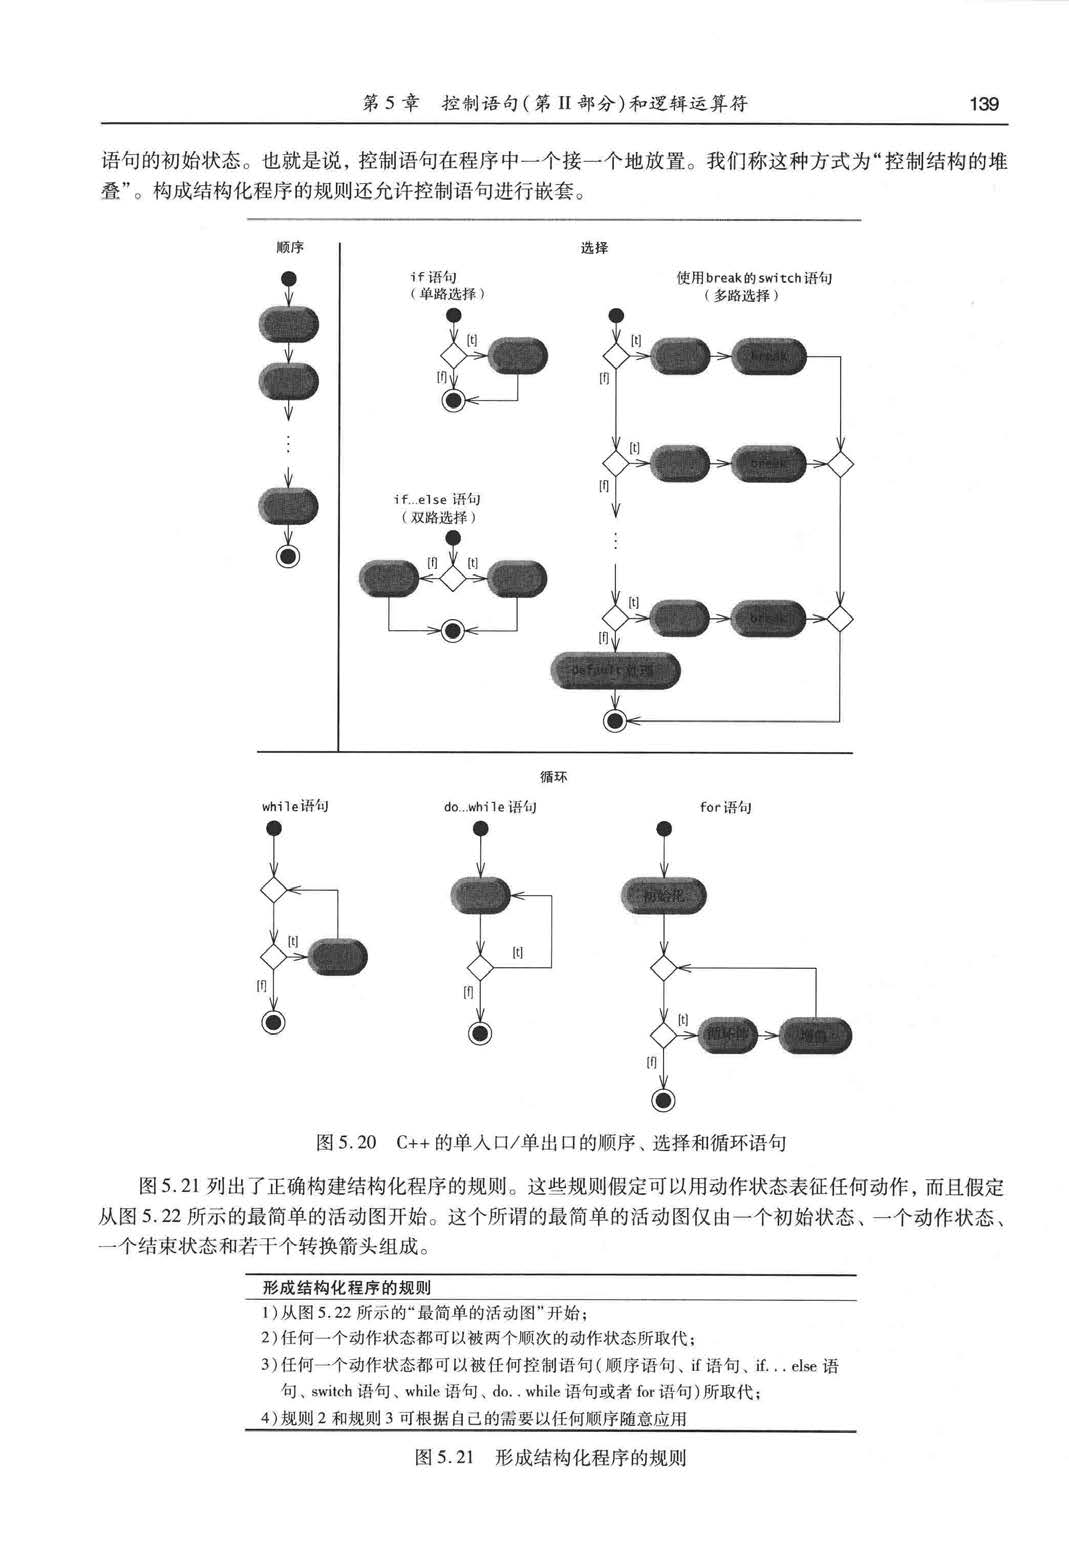 第 5 章　控制语句(第 II 部分)和逻辑运算符
139
语句的初始状态。也就是说，控制语句在程序中一个接一个地放置。我们称这种方式为“控制结构的堆
叠”。构成结构化程序的规则还允许控制语句进行嵌套。
顺序
选择
if 语句
(单路选择)
使用break的switch语句
(多路选择)
[t]
[f]
[t]
break
[f]
[t]
break
[f]
if...else 语句
(双路选择)
[f]
[t]
[t]
break
[f]
default处理
循环
while语句
do...while 语句
for语句
初始化
[t]
[f]
[t]
[f]
[t]
循环体
增值
[f]
图 5.20　C++ 的单入口/单出口的顺序、选择和循环语句
图 5.21 列出了正确构建结构化程序的规则。这些规则假定可以用动作状态表征任何动作，而且假定
从图 5.22 所示的最简单的活动图开始。这个所谓的最简单的活动图仅由一个初始状态、一个动作状态、
一个结束状态和若干个转换箭头组成。
形成结构化程序的规则
1)从图 5.22 所示的“最简单的活动图”开始；
2)任何一个动作状态都可以被两个顺次的动作状态所取代；
3)任何一个动作状态都可以被任何控制语句(顺序语句、if 语句、if...else 语
句、switch 语句、while 语句、do..while 语句或者 for 语句)所取代；
4)规则 2 和规则 3 可根据自己的需要以任何顺序随意应用
图 5.21　形成结构化程序的规则